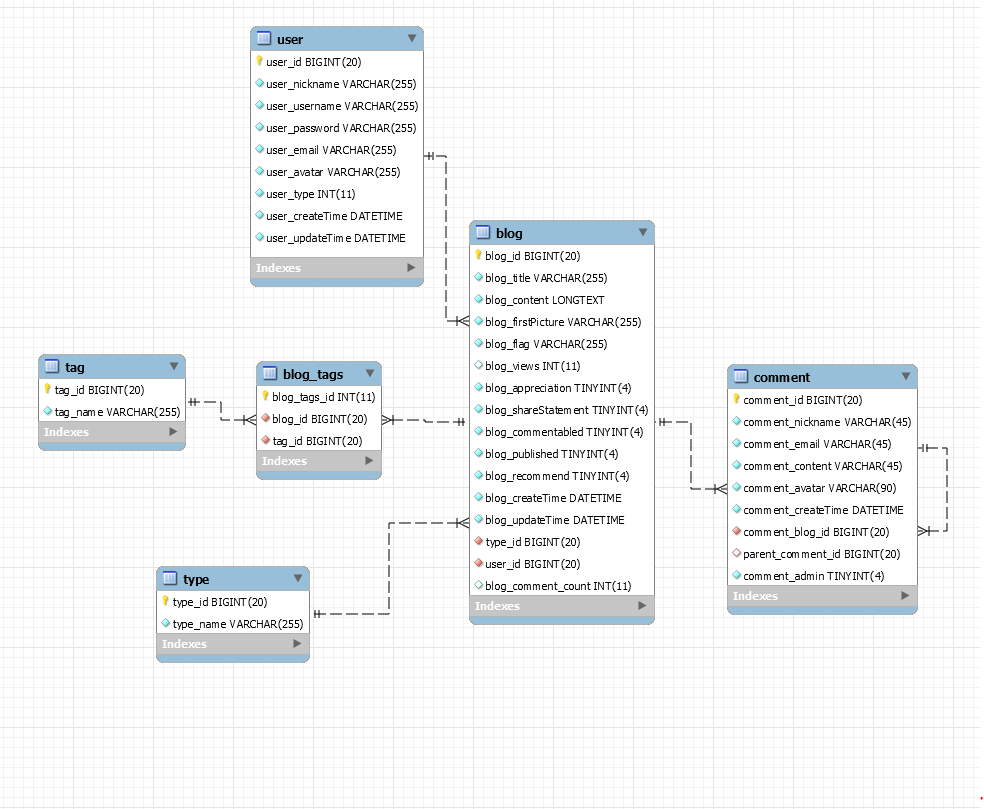 user
user_id BIGINT(20)
user_nickname VARCHAR(255)
user_username VARCHAR(255)
user_password VARCHAR(255)
user_email VARCHAR(255)
user_avatar VARCHAR(255)
user_type INT(11)
user_createTime DATETIME
user_updateTime DATETIME
Indexes
blog
blog_id BIGINT(20)
blog_title VARCHAR(255)
blog_content LONGTEXT
blog_firstPicture VARCHAR(255)
blog_flag VARCHAR(255)
blog_views INT(11)
blog_appreciation TINYINT(4)
blog_shareStatement TINYINT(4)
blog_commentabled TINYINT(4)
blog_published TINYINT(4)
blog_recommend TINYINT(4)
blog_createTime DATETIME
blog_updateTime DATETIME
type_id BIGINT(20)
user_id BIGINT(20)
blog_comment_count INT(11)
Indexes
tag
tag_id BIGINT(20)
tag_name VARCHAR(255)
Indexes
blog_tags
blog_tags_id INT(11)
blog_id BIGINT(20)
tag_id BIGINT(20)
Indexes
comment
comment_id BIGINT(20)
comment_nickname VARCHAR(45)
comment_email VARCHAR(45)
comment_content VARCHAR(45)
comment_avatar VARCHAR(90)
comment_createTime DATETIME
comment_blog_id BIGINT(20)
parent_comment_id BIGINT(20)
comment_admin TINYINT(4)
Indexes
type
type_id BIGINT(20)
type_name VARCHAR(255)
Indexes